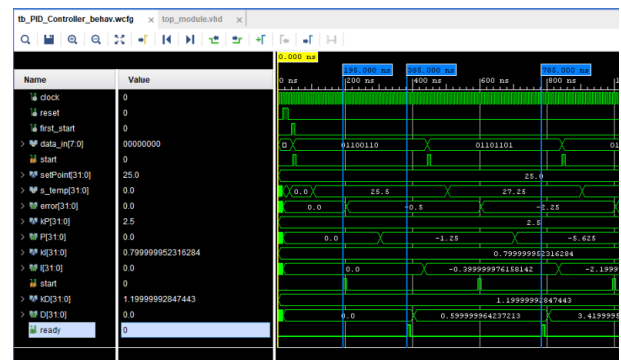 tb_PID_Controller_behav.wcfg × top_module.vhd ×
0.000 ns
195.000 ns 385.000 ns 785.000 ns
Name Value 0 ns 200 ns 400 ns 600 ns 800 ns
clock 0
reset 0
first_start 0
data_in[7:0] 00000000 01100110 01101101 01
start 0
setPoint[31:0] 25.0 25.0
s_temp[31:0] 0.0 0.0 25.5 27.25
error[31:0] 0.0 0.0 -0.5 -2.25
kP[31:0] 2.5 2.5
P[31:0] 0.0 0.0 -1.25 -5.625
kI[31:0] 0.799999952316284 0.799999952316284
I[31:0] 0.0 0.0 -0.399999976158142 -2.1999
start 0
kD[31:0] 1.19999992847443 1.19999992847443
D[31:0] 0.0 0.0 0.599999964237213 3.4199995
ready 0